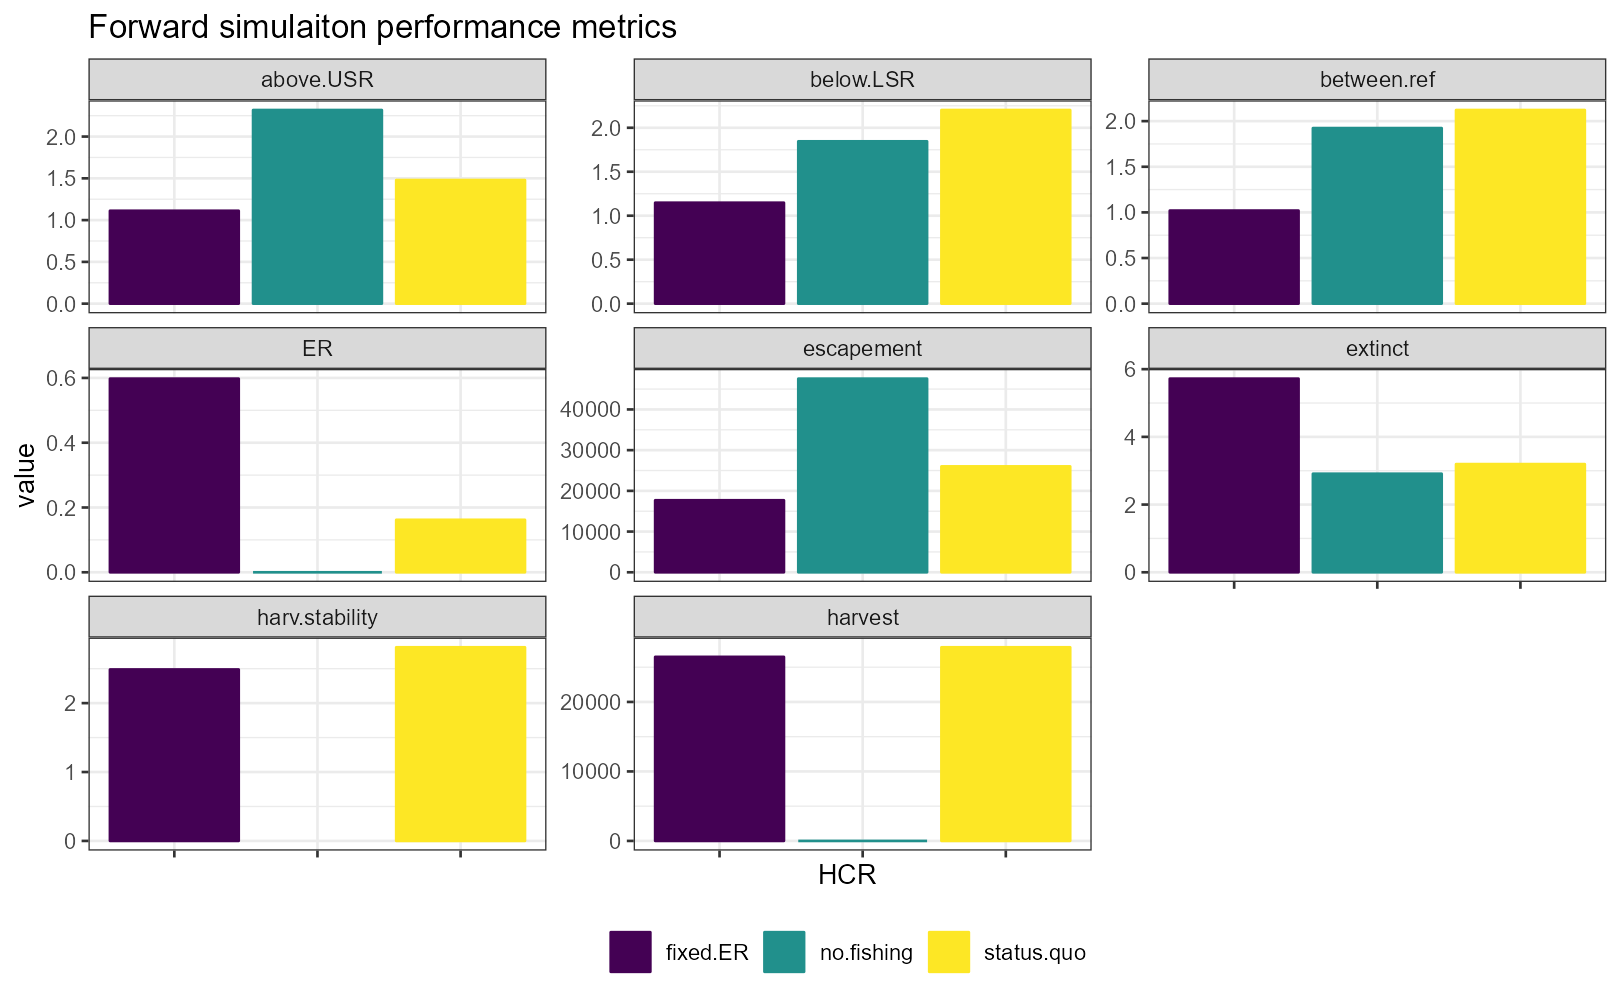 Forward simulaiton performance metrics
above.USR
below.LSR
between.ref
2.0
1.5
1.0
0.5
0.0
2.0
1.5
1.0
0.5
0.0
2.0
1.5
1.0
0.5
0.0
ER
escapement
extinct
0.6
0.4
0.2
0.0
40000
30000
20000
10000
0
6
4
2
0
value
harv.stability
harvest
2
1
0
20000
10000
0
HCR
fixed.ER no.fishing status.quo